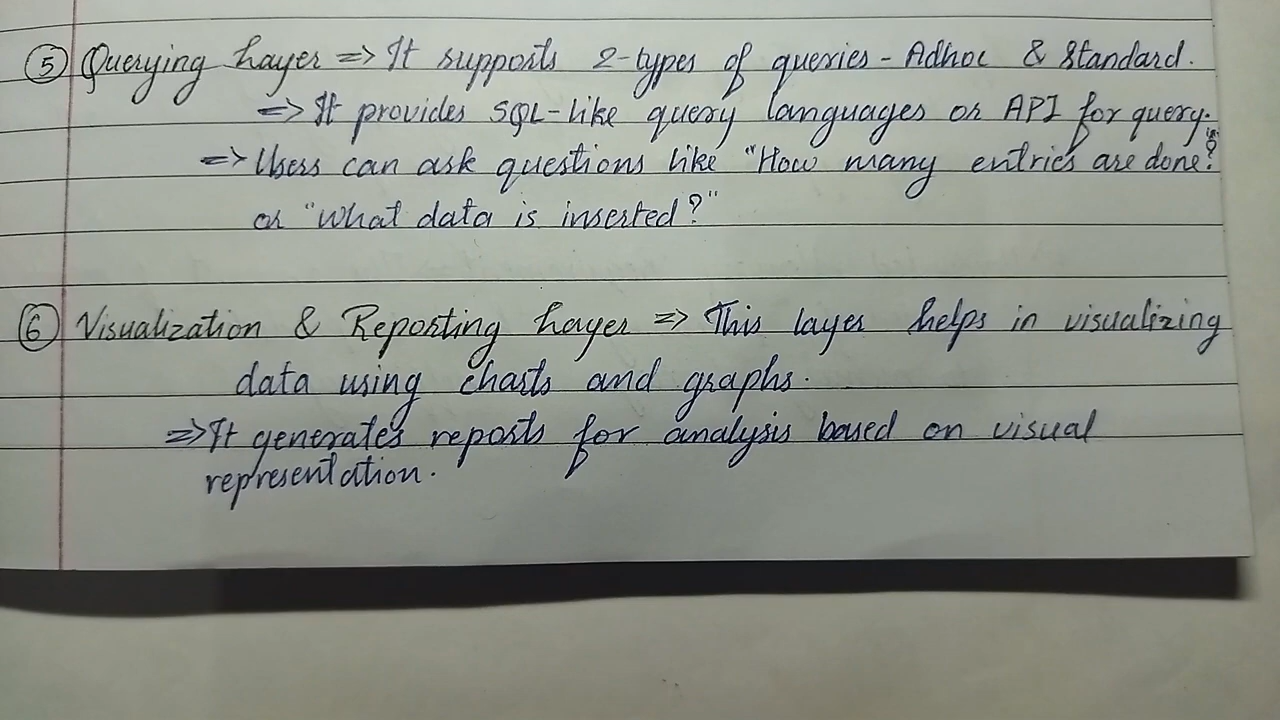 ⑤ Querying Layer => It supports 2-types of queries - Adhoc & Standard.
=> It provides SQL-like query languages or API for query.
=> Users can ask questions like "How many entries are done?"
or "What data is inserted?"
⑥ Visualization & Reporting Layer => This layer helps in visualizing
data using charts and graphs.
=> It generates reports for analysis based on visual
representation.